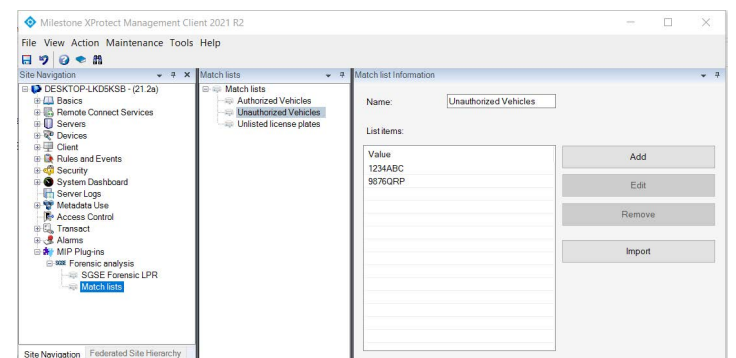 Milestone XProtect Management Client 2021 R2
File View Action Maintenance Tools Help
Site Navigation
DESKTOP-LKD5KSB - (21.2a)
Basics
Remote Connect Services
Servers
Devices
Client
Rules and Events
Security
System Dashboard
Server Logs
Metadata Use
Access Control
Transact
Alarms
MIP Plug-ins
SGSE Forensic analysis
SGSE Forensic LPR
Match lists
Site Navigation Federated Site Hierarchy
Match lists
Match lists
Authorized Vehicles
Unauthorized Vehicles
Unlisted license plates
Match list Information
Name: Unauthorized Vehicles
List items:
Value
1234ABC
9876QRP
Add
Edit
Remove
Import